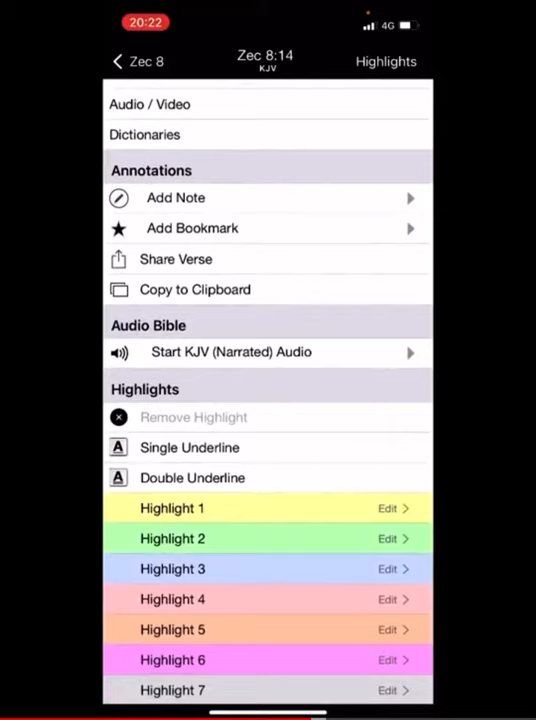 20:22
4G
Zec 8
Zec 8:14
KJV
Highlights
Audio / Video
Dictionaries
Annotations
Add Note
Add Bookmark
Share Verse
Copy to Clipboard
Audio Bible
Start KJV (Narrated) Audio
Highlights
Remove Highlight
A Single Underline
A Double Underline
Highlight 1 Edit
Highlight 2 Edit
Highlight 3 Edit
Highlight 4 Edit
Highlight 5 Edit
Highlight 6 Edit
Highlight 7 Edit